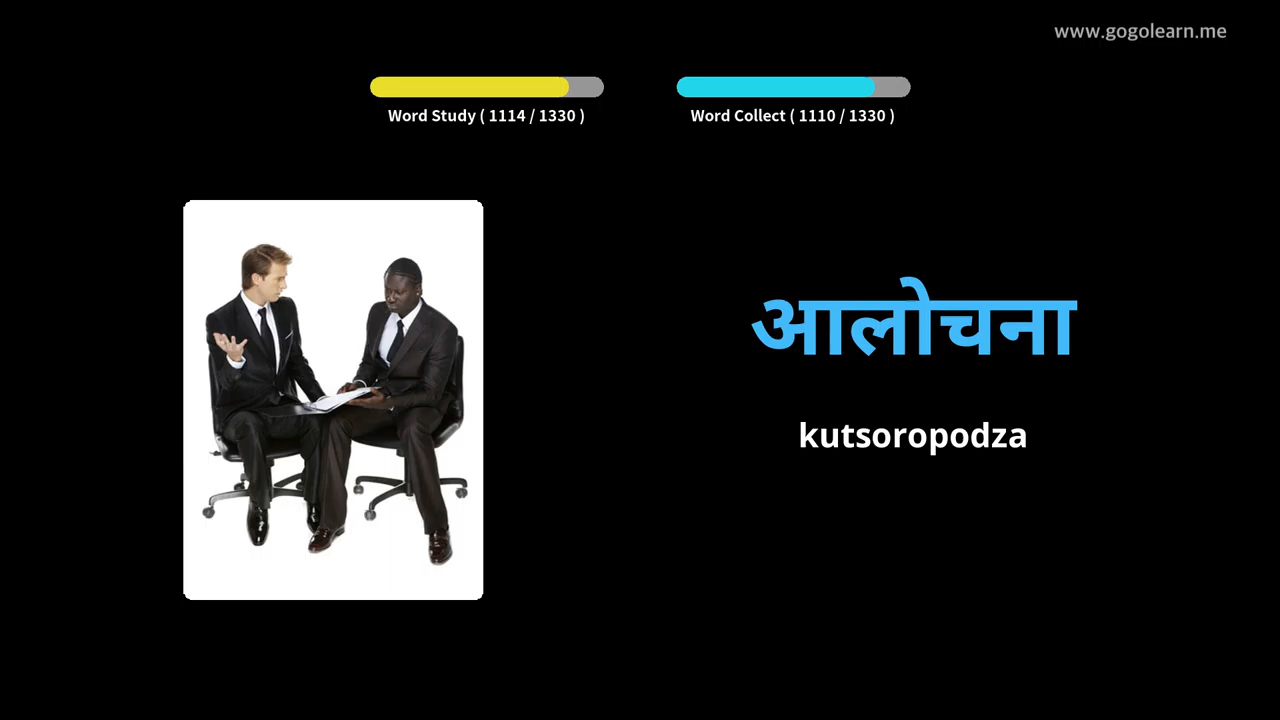 www.gogolearn.me
Word Study ( 1114 / 1330 )
Word Collect ( 1110 / 1330 )
आलोचना
kutsoropodza